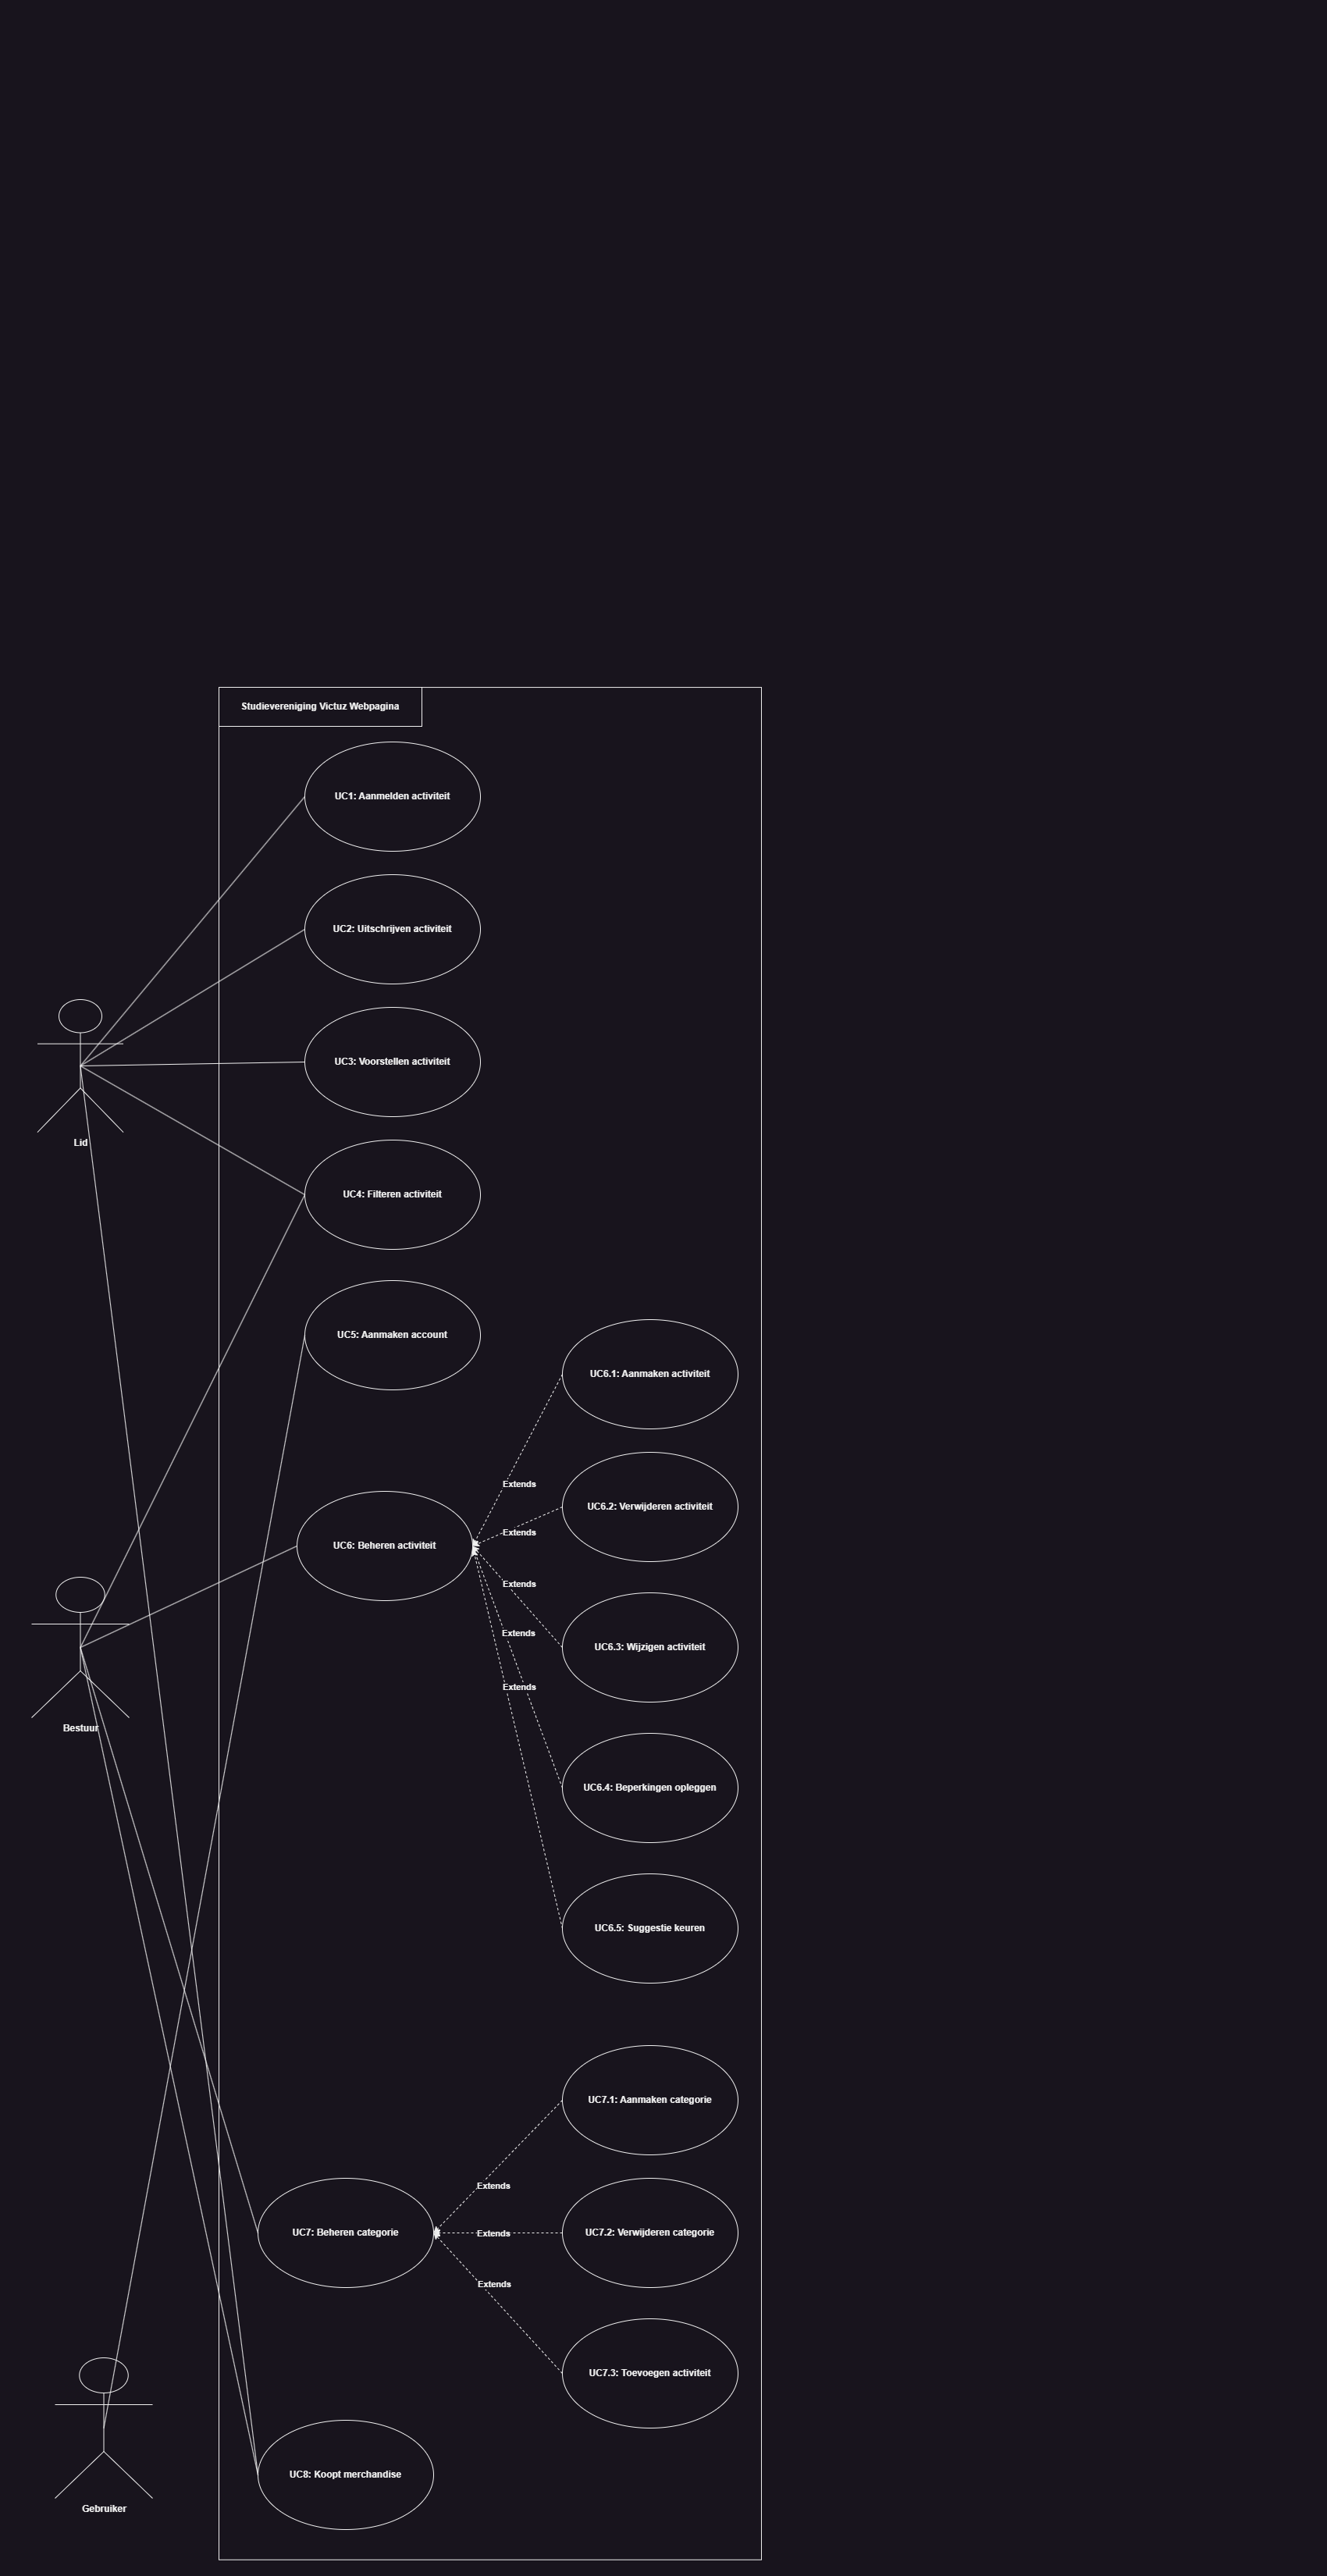 Studievereniging Victuz Webpagina
UC1: Aanmelden activiteit
UC2: Uitschrijven activiteit
UC3: Voorstellen activiteit
Lid
UC4: Filteren activiteit
UC5: Aanmaken account
UC6.1: Aanmaken activiteit
Extends
UC6.2: Verwijderen activiteit
Extends
UC6: Beheren activiteit
Extends
Extends
UC6.3: Wijzigen activiteit
Extends
Bestuur
UC6.4: Beperkingen opleggen
UC6.5: Suggestie keuren
UC7.1: Aanmaken categorie
Extends
UC7: Beheren categorie
Extends
UC7.2: Verwijderen categorie
Extends
UC7.3: Toevoegen activiteit
UC8: Koopt merchandise
Gebruiker